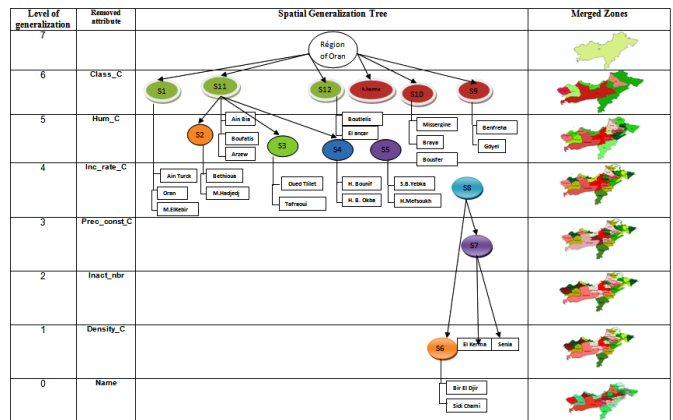 Level of generalization
Removed attribute
Spatial Generalization Tree
Merged Zones
7
Région of Oran
6
Class_C
S1
S11
S12
S10
S9
5
Hum_C
Ain Bia
Boufatis
Arzew
Boutlelis
El ançar
Missergine
Braya
Bousfer
Benfreha
Gdyel
S2
S3
S4
S5
4
Inc_rate_C
Ain Turck
Oran
M.ElKebir
Bethioua
M.Hadjadj
Oued Tlilet
Tafraoui
H. Bounif
H. B. Okba
S.B.Yebka
H.Mefsoukh
S8
3
Prec_const_C
S7
2
Inact_nbr
1
Density_C
S6
El Kerma
Senia
0
Name
Bir El Djir
Sidi Chami